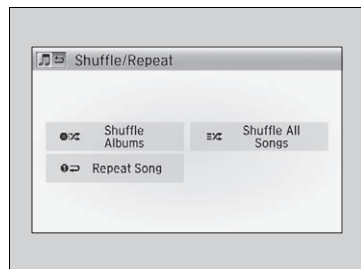 Shuffle/Repeat
Shuffle
Albums
Shuffle All
Songs
Repeat Song